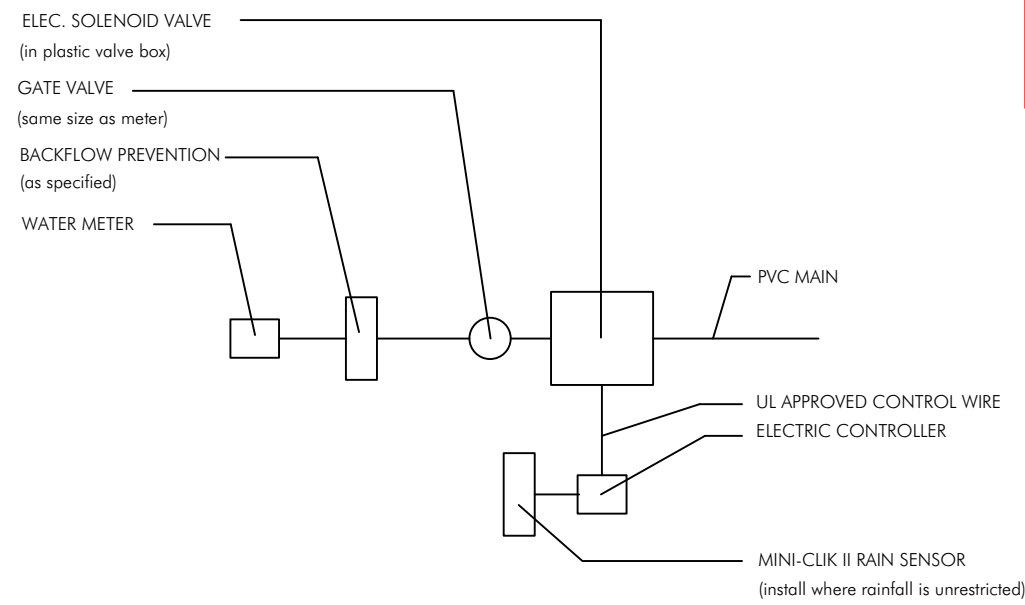 ELEC. SOLENOID VALVE
(in plastic valve box)
GATE VALVE
(same size as meter)
BACKFLOW PREVENTION
(as specified)
WATER METER
PVC MAIN
UL APPROVED CONTROL WIRE
ELECTRIC CONTROLLER
MINI-CLIK II RAIN SENSOR
(install where rainfall is unrestricted)